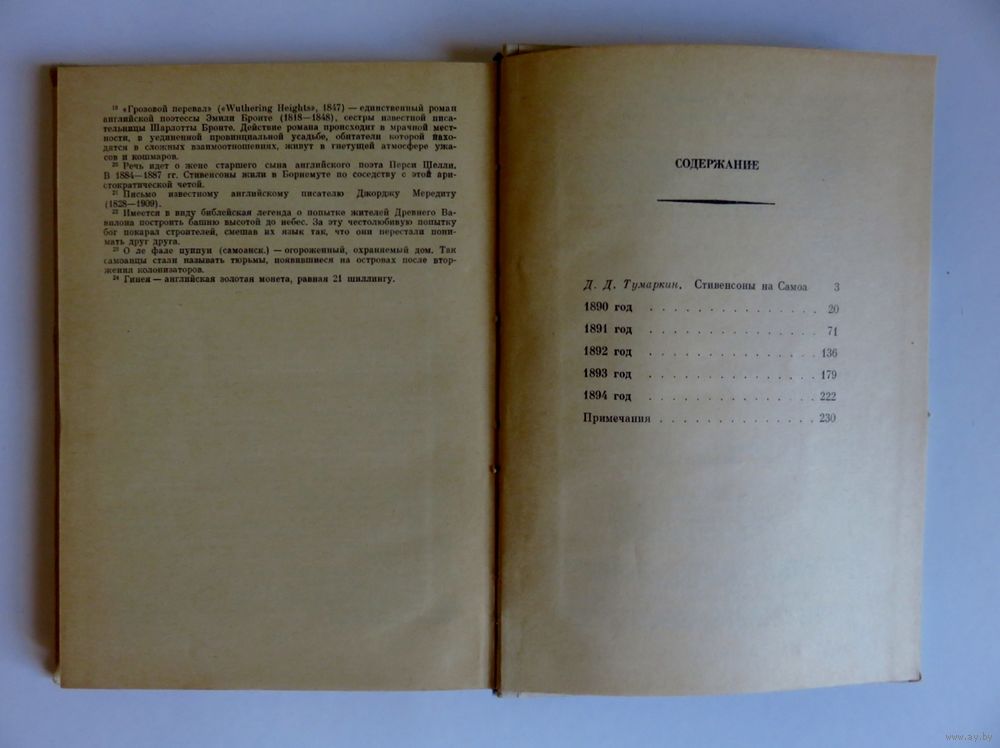 ¹⁹ «Грозовой перевал» («Wuthering Heights», 1847) — единственный роман
английской поэтессы Эмили Бронте (1818—1848), сестры известной писа-
тельницы Шарлотты Бронте. Действие романа происходит в мрачной мест-
ности, в уединенной провинциальной усадьбе, обитатели которой нахо-
дятся в сложных взаимоотношениях, живут в гнетущей атмосфере ужа-
сов и кошмаров.
²⁰ Речь идет о жене старшего сына английского поэта Перси Шелли.
В 1884—1887 гг. Стивенсоны жили в Борнемуте по соседству с этой ари-
стократической четой.
²¹ Письмо известному английскому писателю Джорджу Мередиту
(1828—1909).
²² Имеется в виду библейская легенда о попытке жителей Древнего Ва-
вилона построить башню высотой до небес. За эту честолюбивую попытку
бог покарал строителей, смешав их язык так, что они перестали пони-
мать друг друга.
²³ О ле фале пуипуи (самоанск.) — огороженный, охраняемый дом. Так
самоанцы стали называть тюрьмы, появившиеся на островах после втор-
жения колонизаторов.
²⁴ Гинея — английская золотая монета, равная 21 шиллингу.
СОДЕРЖАНИЕ
Д. Д. Тумаркин. Стивенсоны на Самоа 3
1890 год . . . . . . . . . . . . . . . 20
1891 год . . . . . . . . . . . . . . . 71
1892 год . . . . . . . . . . . . . . . 136
1893 год . . . . . . . . . . . . . . . 179
1894 год . . . . . . . . . . . . . . . 222
Примечания . . . . . . . . . . . . . . 230
www.ay.by